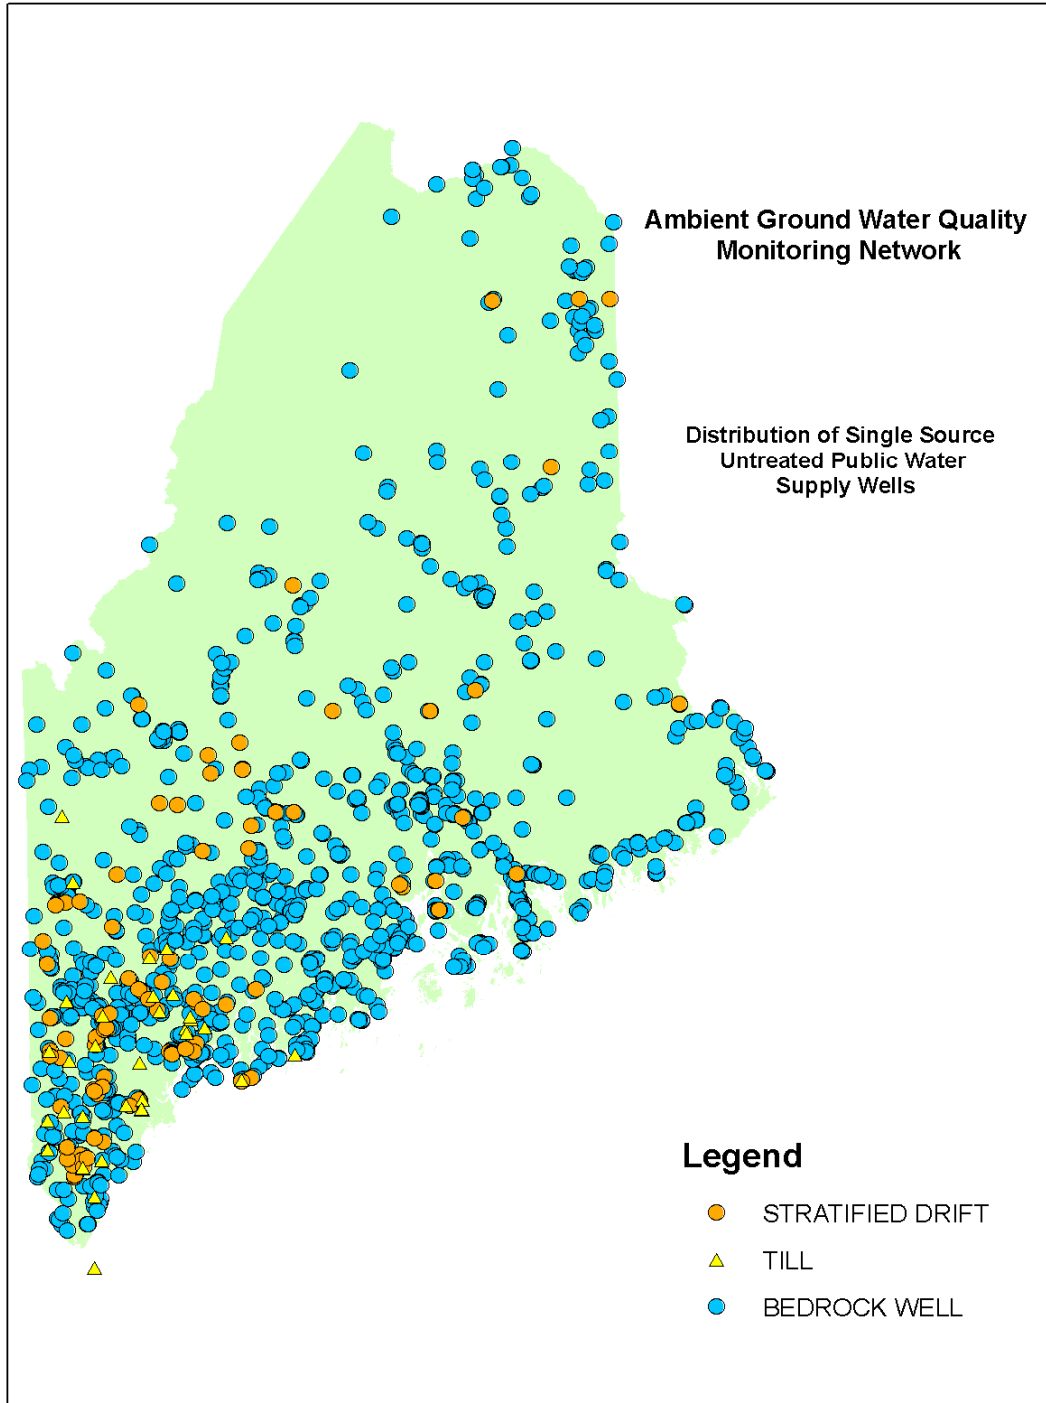 Ambient Ground Water Quality
Monitoring Network
Distribution of Single Source
Untreated Public Water
Supply Wells
Legend
STRATIFIED DRIFT
TILL
BEDROCK WELL